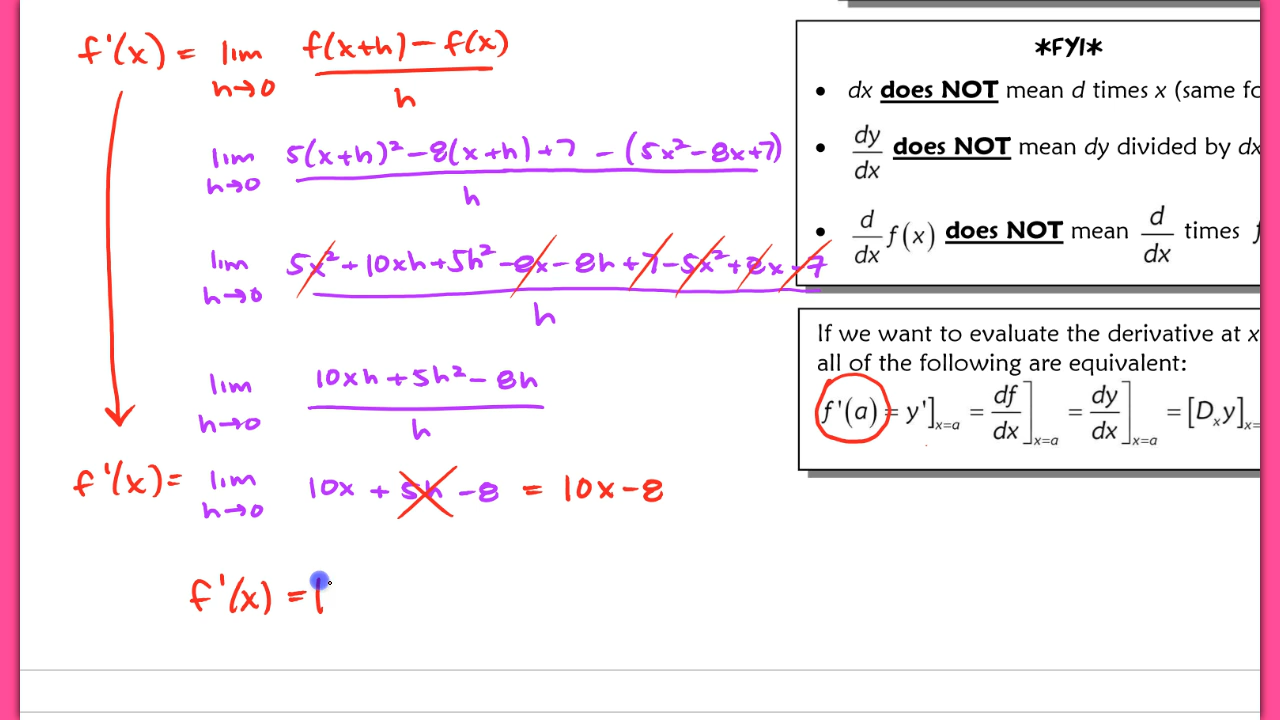 f'(x) = lim h→0 f(x+h) − f(x) / h
lim h→0 5(x+h)² − 8(x+h) + 7 − (5x² − 8x + 7) / h
lim h→0 5x² + 10xh + 5h² − 8x − 8h + 7 − 5x² + 8x − 7 / h
lim h→0 10xh + 5h² − 8h / h
f'(x) = lim h→0 10x + 5h − 8 = 10x − 8
f'(x) =
*FYI*
• dx does NOT mean d times x (same fo
• dy/dx does NOT mean dy divided by dx
• d/dx f(x) does NOT mean d/dx times f
If we want to evaluate the derivative at x
all of the following are equivalent:
f'(a) = y']x=a = df/dx]x=a = dy/dx]x=a = [Dxy]x=